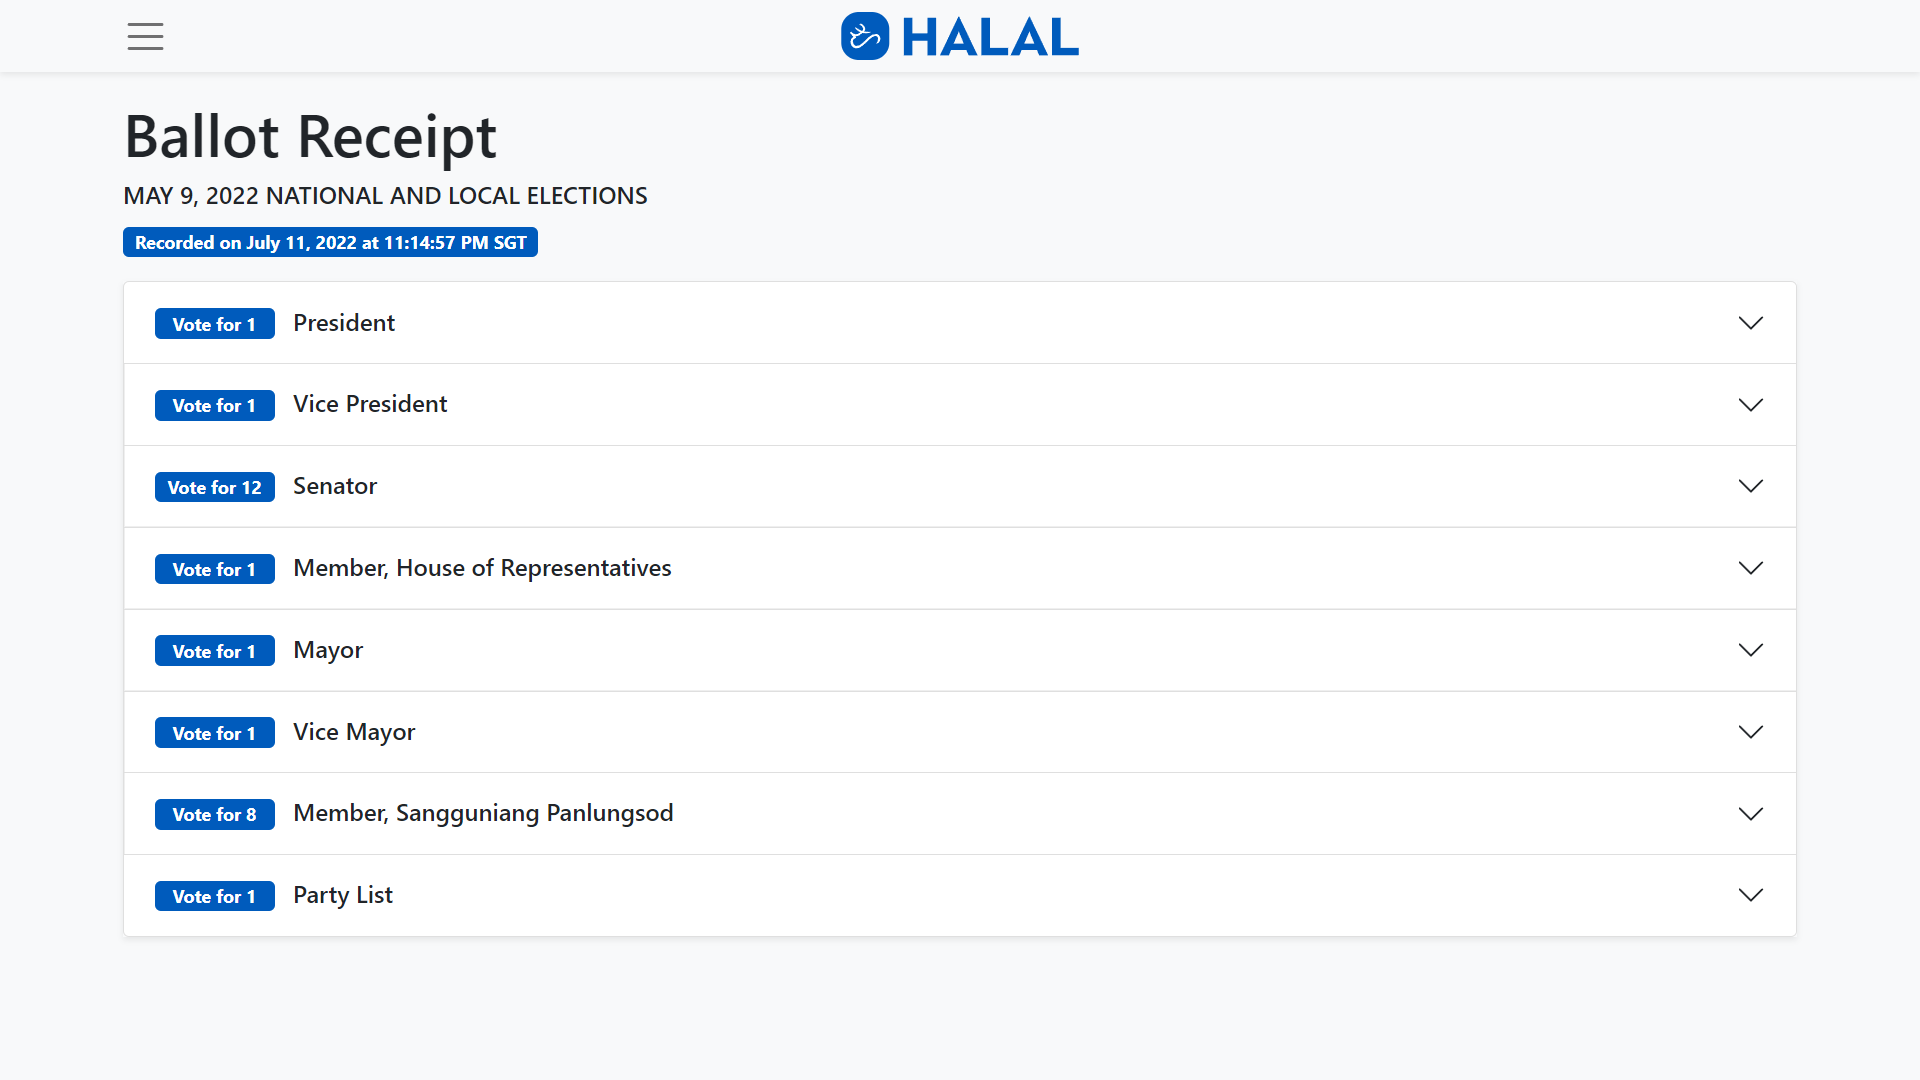 HALAL
Ballot Receipt
MAY 9, 2022 NATIONAL AND LOCAL ELECTIONS
Recorded on July 11, 2022 at 11:14:57 PM SGT
Vote for 1 President
Vote for 1 Vice President
Vote for 12 Senator
Vote for 1 Member, House of Representatives
Vote for 1 Mayor
Vote for 1 Vice Mayor
Vote for 8 Member, Sangguniang Panlungsod
Vote for 1 Party List